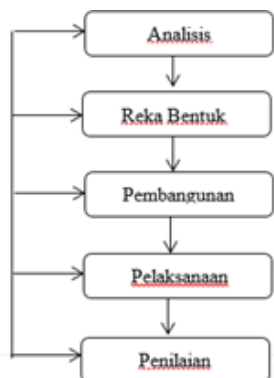 Analisis
Reka Bentuk
Pembangunan
Pelaksanaan
Penilaian